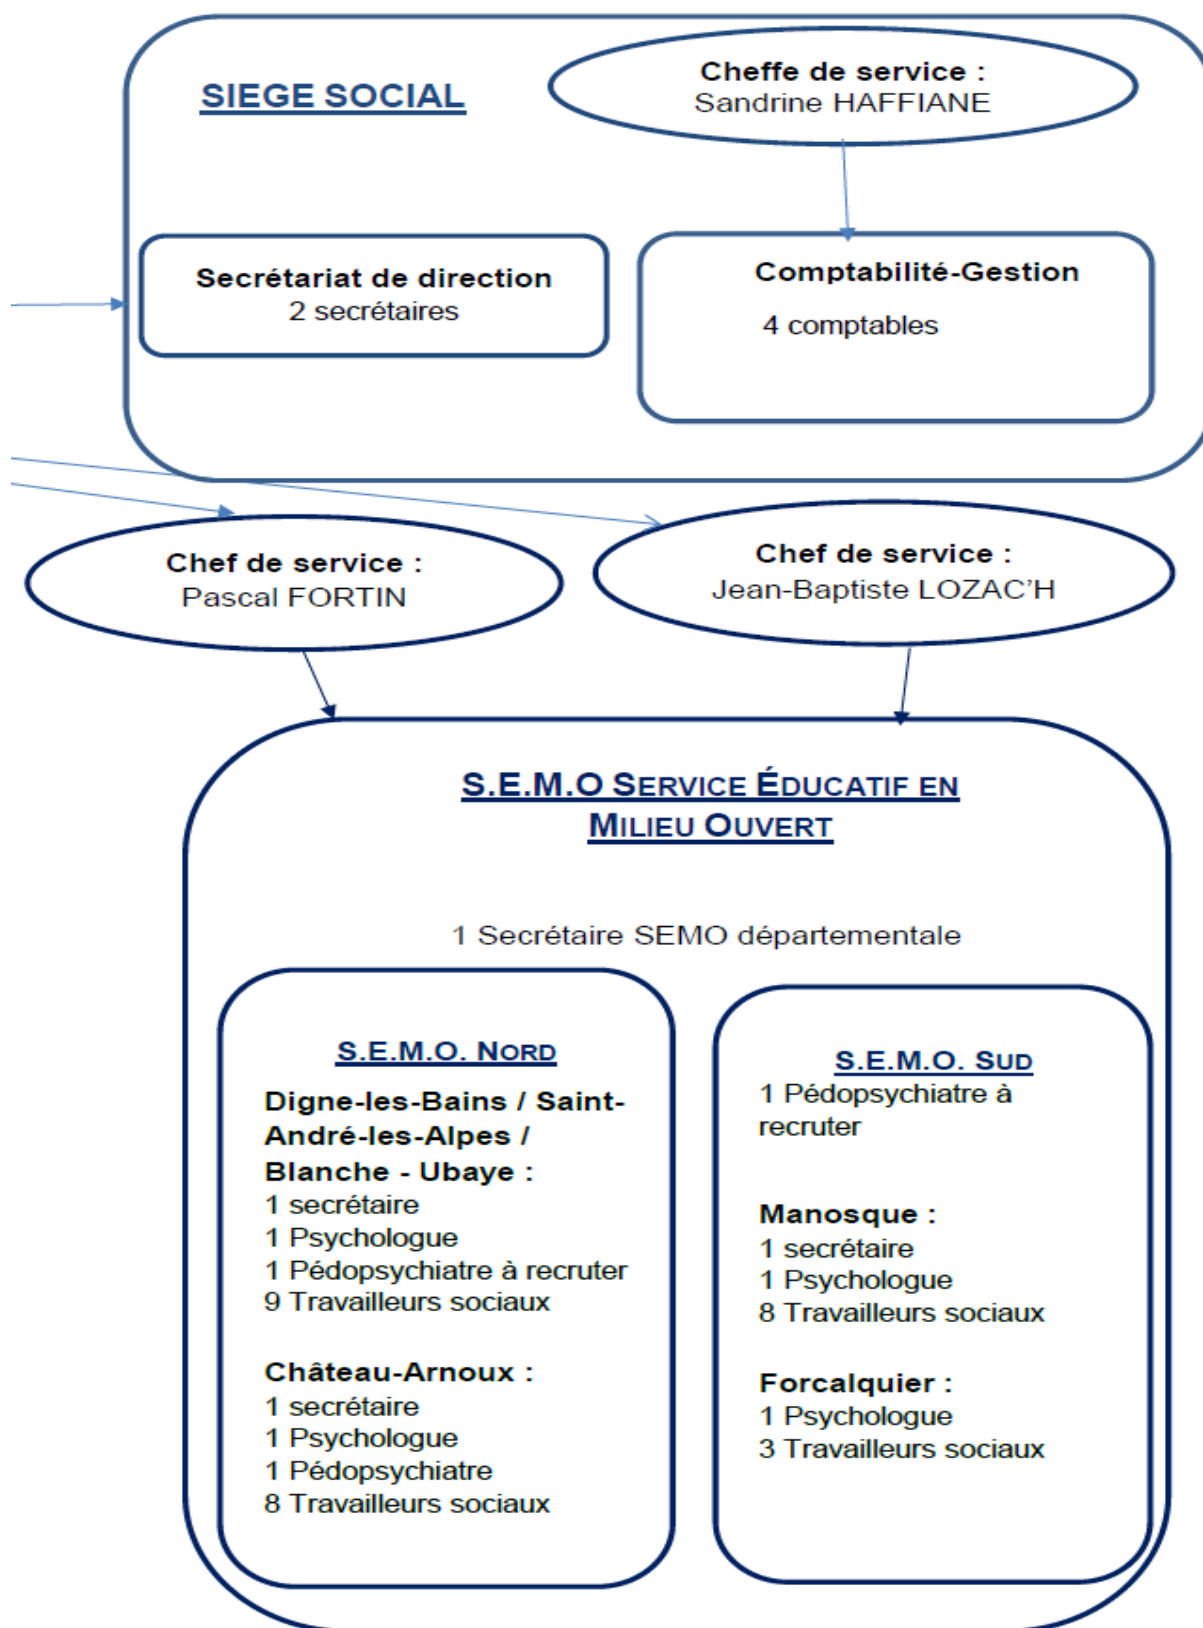 SIEGE SOCIAL
Cheffe de service :
Sandrine HAFFIANE
Secrétariat de direction
2 secrétaires
Comptabilité-Gestion
4 comptables
Chef de service :
Pascal FORTIN
Chef de service :
Jean-Baptiste LOZAC’H
S.E.M.O SERVICE ÉDUCATIF EN
MILIEU OUVERT
1 Secrétaire SEMO départementale
S.E.M.O. NORD
Digne-les-Bains / Saint-
André-les-Alpes /
Blanche - Ubaye :
1 secrétaire
1 Psychologue
1 Pédopsychiatre à recruter
9 Travailleurs sociaux
Château-Arnoux :
1 secrétaire
1 Psychologue
1 Pédopsychiatre
8 Travailleurs sociaux
S.E.M.O. SUD
1 Pédopsychiatre à
recruter
Manosque :
1 secrétaire
1 Psychologue
8 Travailleurs sociaux
Forcalquier :
1 Psychologue
3 Travailleurs sociaux